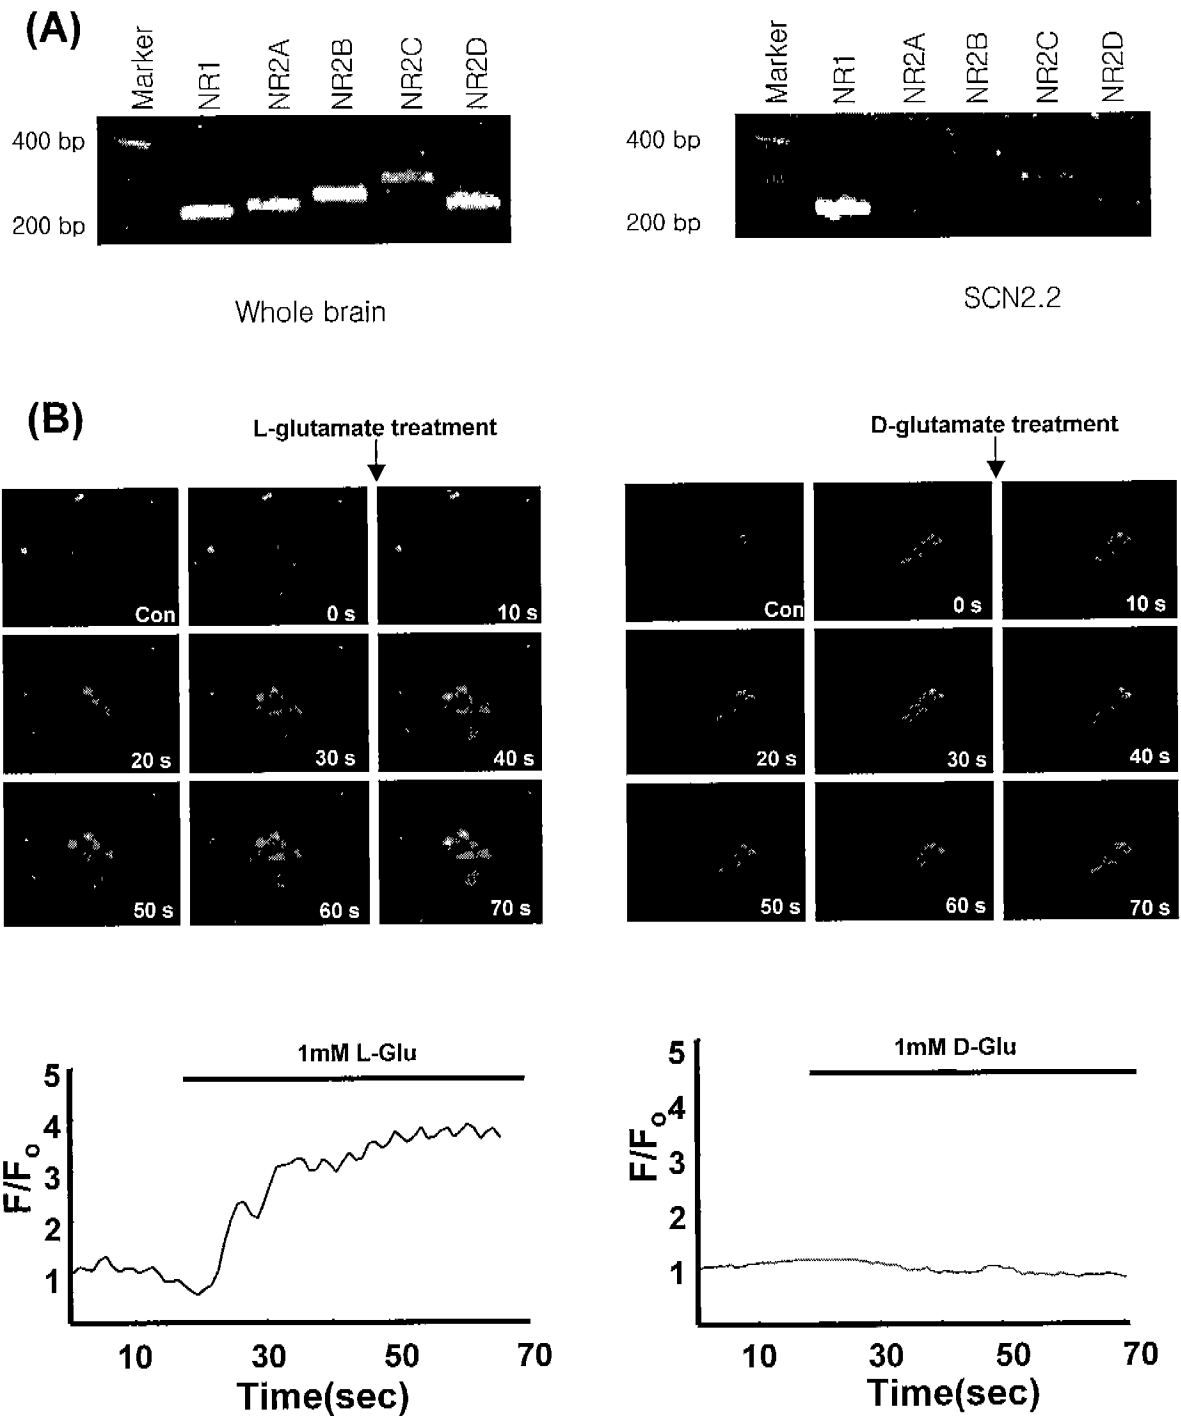 (A)
Marker NR1 NR2A NR2B NR2C NR2D
400 bp
200 bp
Whole brain
Marker NR1 NR2A NR2B NR2C NR2D
400 bp
200 bp
SCN2.2
(B)
L-glutamate treatment
Con 0 s 10 s
20 s 30 s 40 s
50 s 60 s 70 s
D-glutamate treatment
Con 0 s 10 s
20 s 30 s 40 s
50 s 60 s 70 s
1mM L-Glu
5
4
3
2
1
F/Fo
10 30 50 70
Time(sec)
1mM D-Glu
5
4
3
2
1
F/Fo
10 30 50 70
Time(sec)